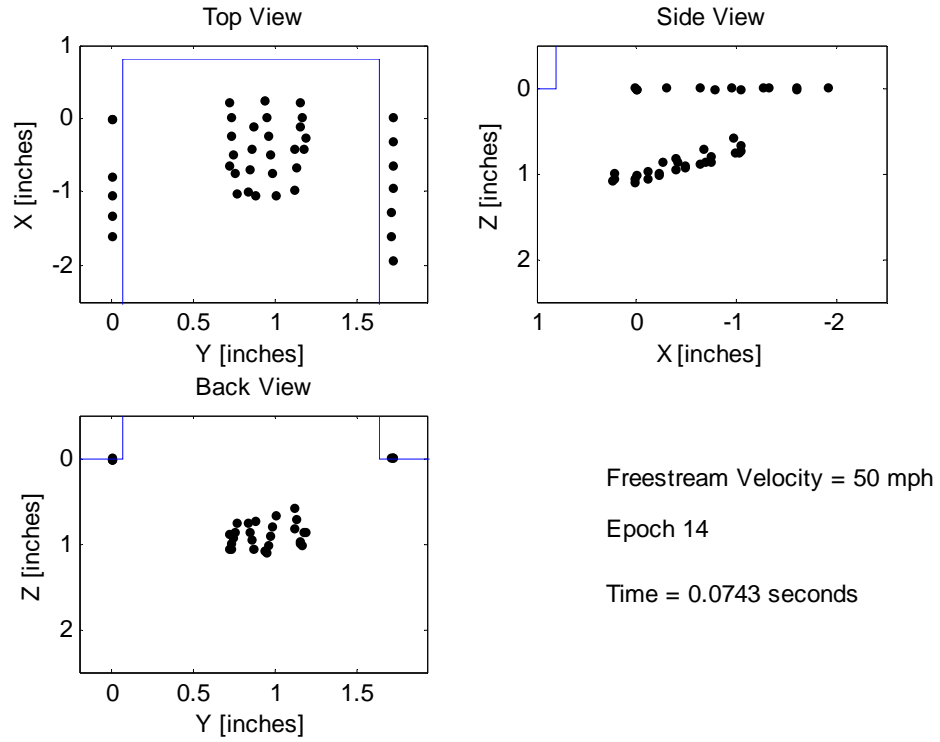 Top View
1
0
-1
-2
X [inches]
0
0.5
1
1.5
Y [inches]
Side View
0
1
2
Z [inches]
1
0
-1
-2
X [inches]
Back View
0
1
2
Z [inches]
0
0.5
1
1.5
Y [inches]
Freestream Velocity = 50 mph
Epoch 14
Time = 0.0743 seconds